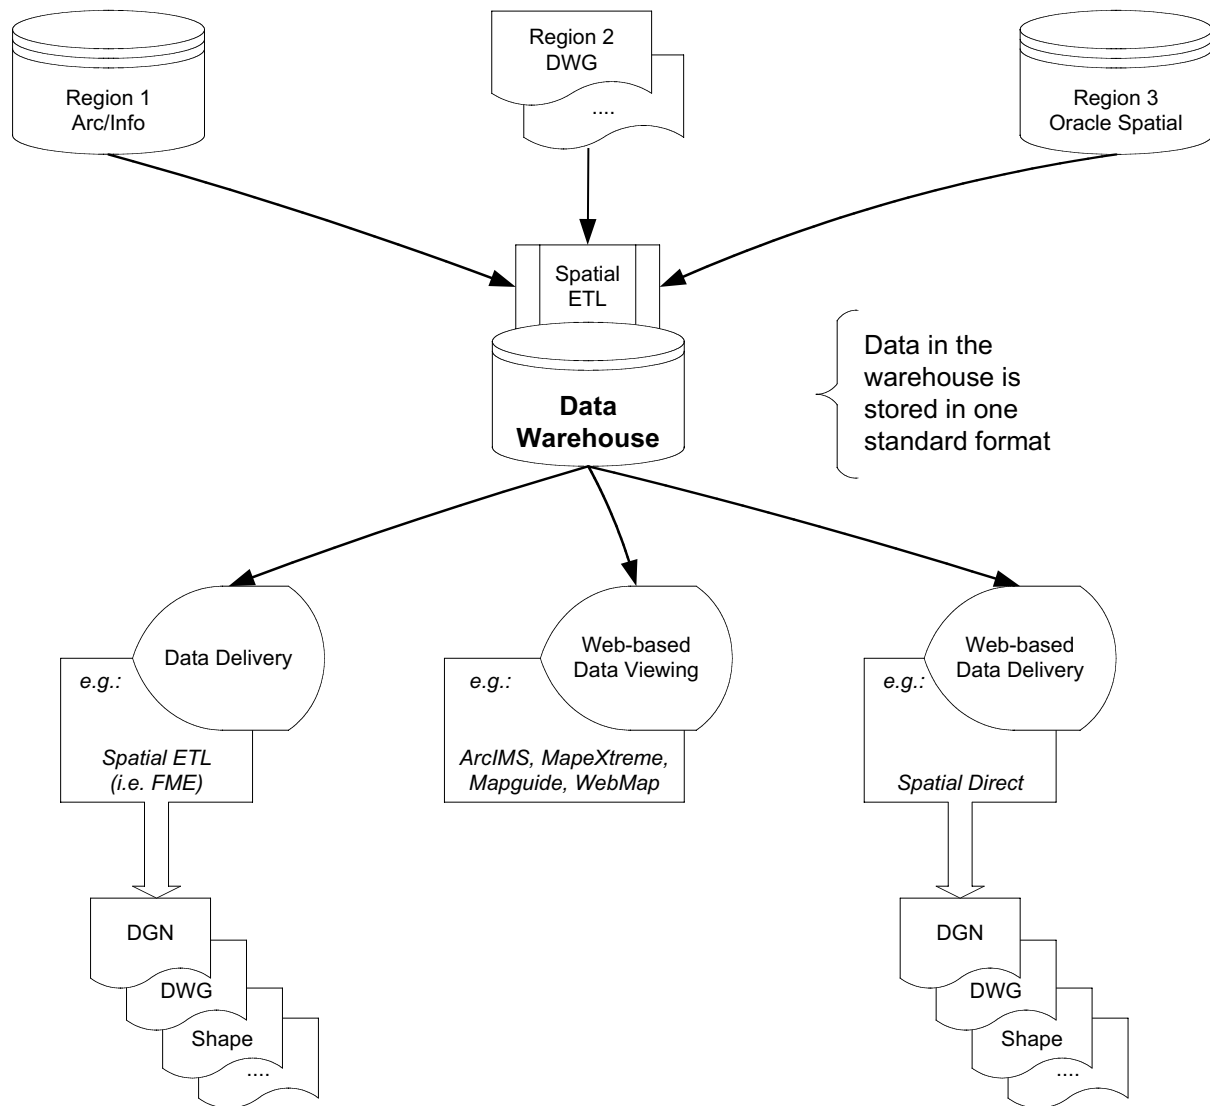 Region 1
Arc/Info
Region 2
DWG
....
Region 3
Oracle Spatial
Spatial
ETL
Data
Warehouse
Data in the
warehouse is
stored in one
standard format
Data Delivery
e.g.:
Spatial ETL
(i.e. FME)
Web-based
Data Viewing
e.g.:
ArcIMS, MapeXtreme,
Mapguide, WebMap
Web-based
Data Delivery
e.g.:
Spatial Direct
DGN
DWG
Shape
....
DGN
DWG
Shape
....